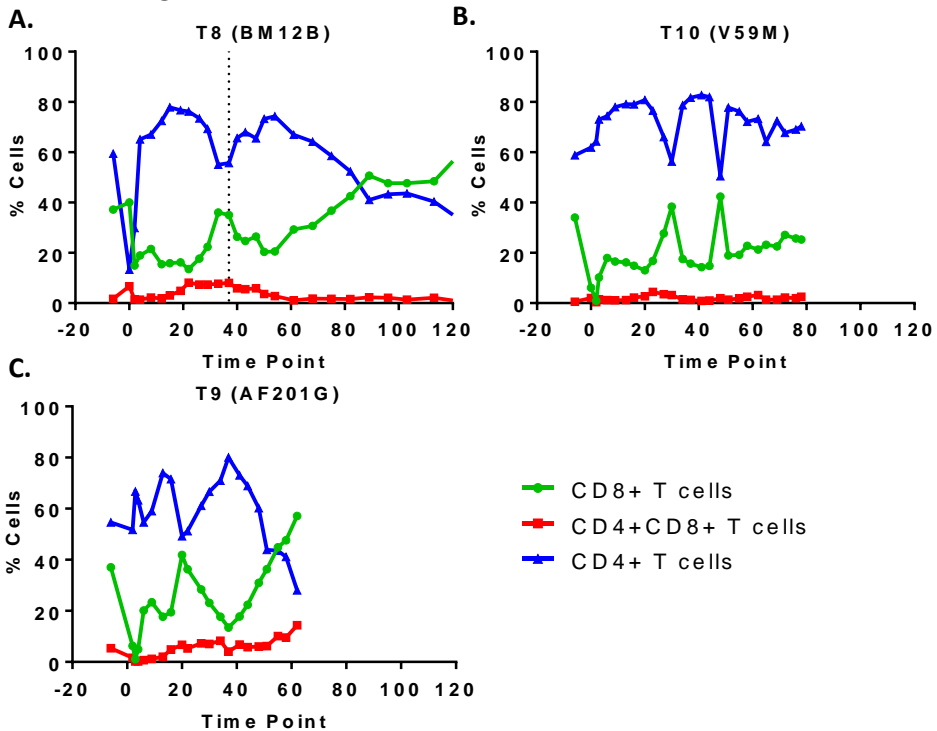 A.
T8 (BM12B)
100
80
60
40
20
0
% Cells
-20 0 20 40 60 80 100 120
Time Point
B.
T10 (V59M)
100
80
60
40
20
0
% Cells
-20 0 20 40 60 80 100 120
Time Point
C.
T9 (AF201G)
100
80
60
40
20
0
% Cells
-20 0 20 40 60 80 100 120
Time Point
CD8+ T cells
CD4+CD8+ T cells
CD4+ T cells